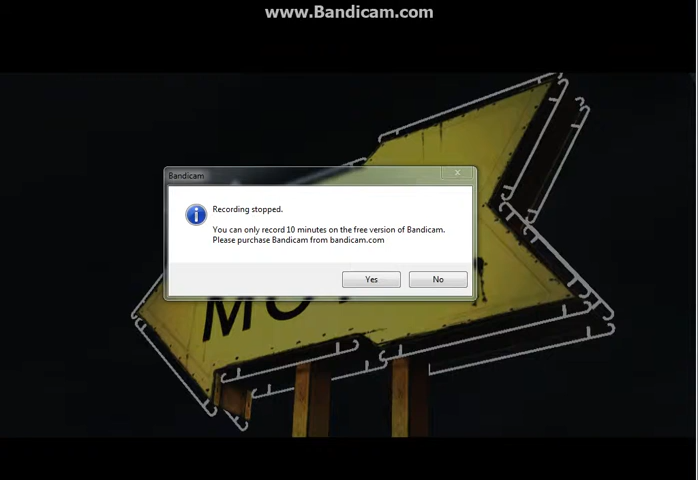 www.Bandicam.com
Bandicam
Recording stopped.
You can only record 10 minutes on the free version of Bandicam.
Please purchase Bandicam from bandicam.com
Yes
No
MO